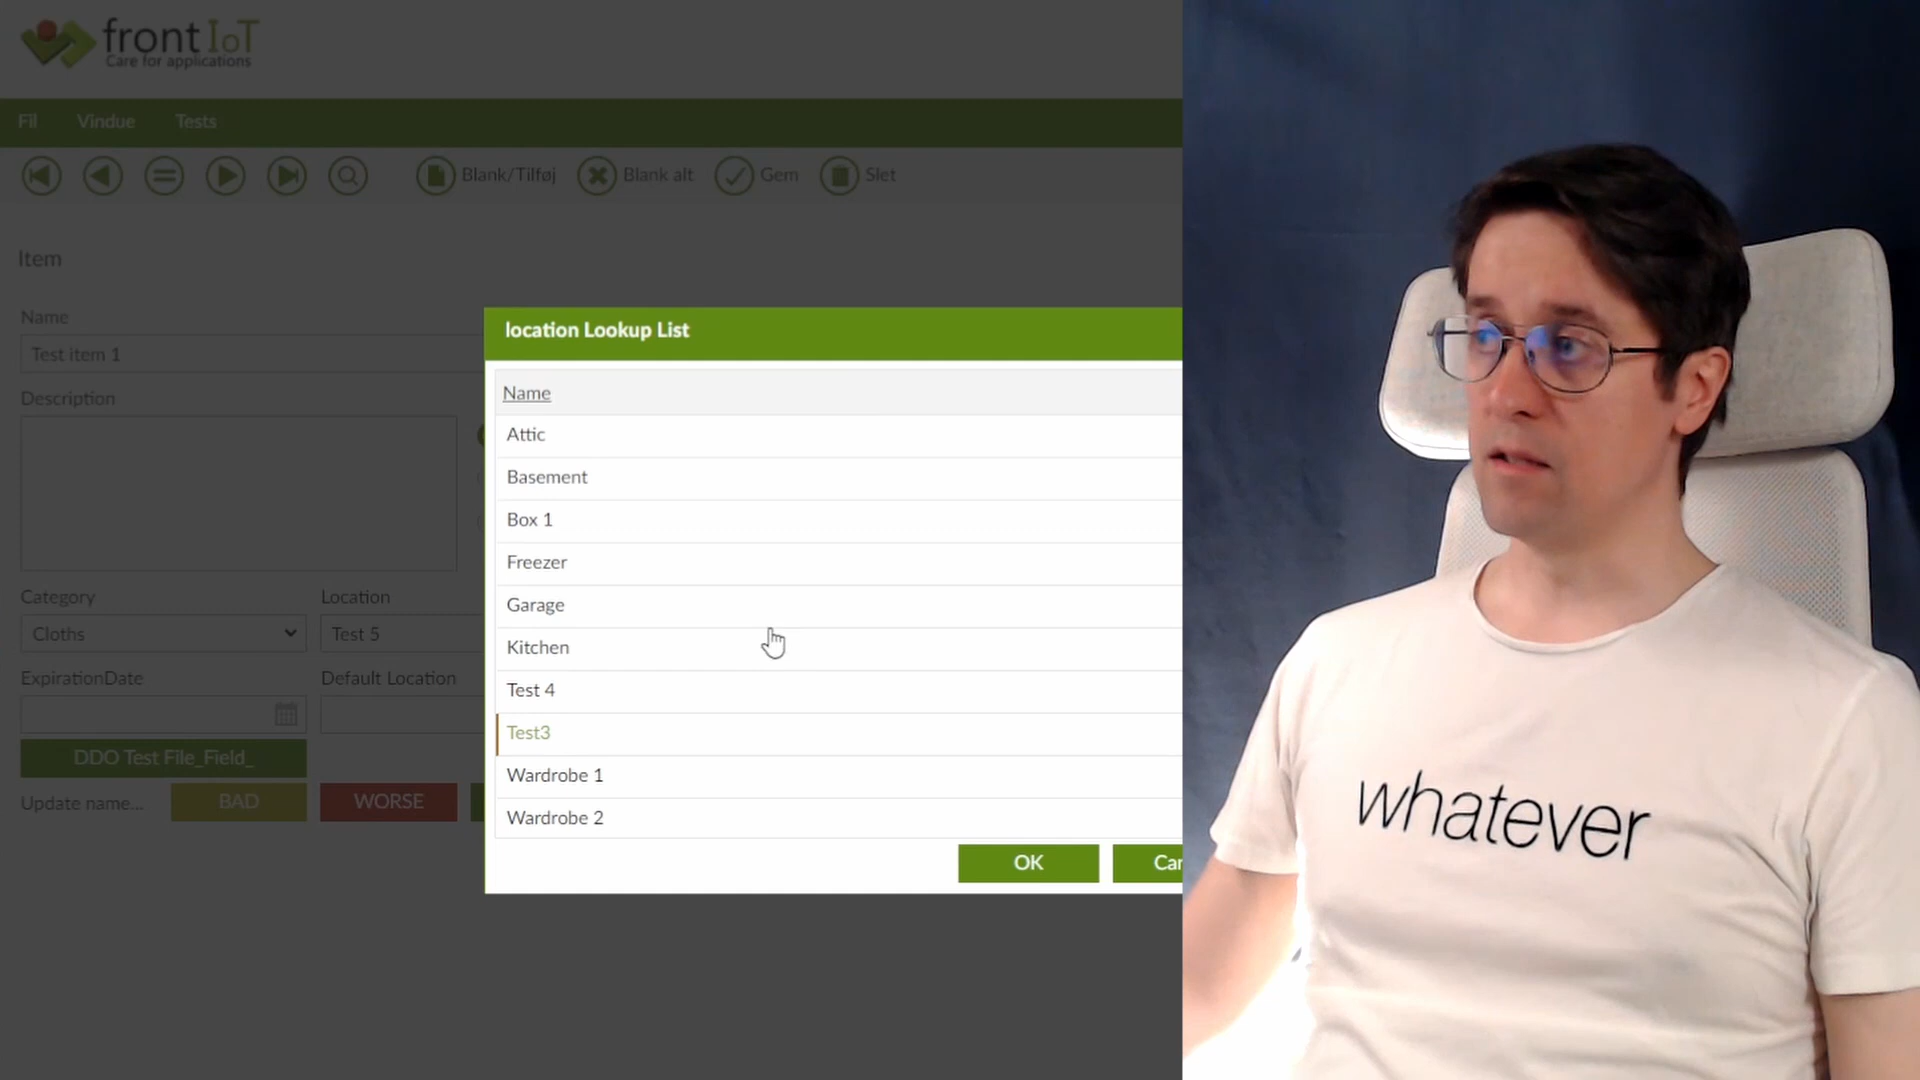 front IoT
Care for applications
Fil Vindue Tests
Blank/Tilføj Blank alt Gem Slet
Item
Name
Test item 1
Description
Category Location
Cloths Test 5
ExpirationDate Default Location
DDO Test File_Field_
Update name... BAD WORSE
location Lookup List
Name
Attic
Basement
Box 1
Freezer
Garage
Kitchen
Test 4
Test3
Wardrobe 1
Wardrobe 2
OK Can
whatever